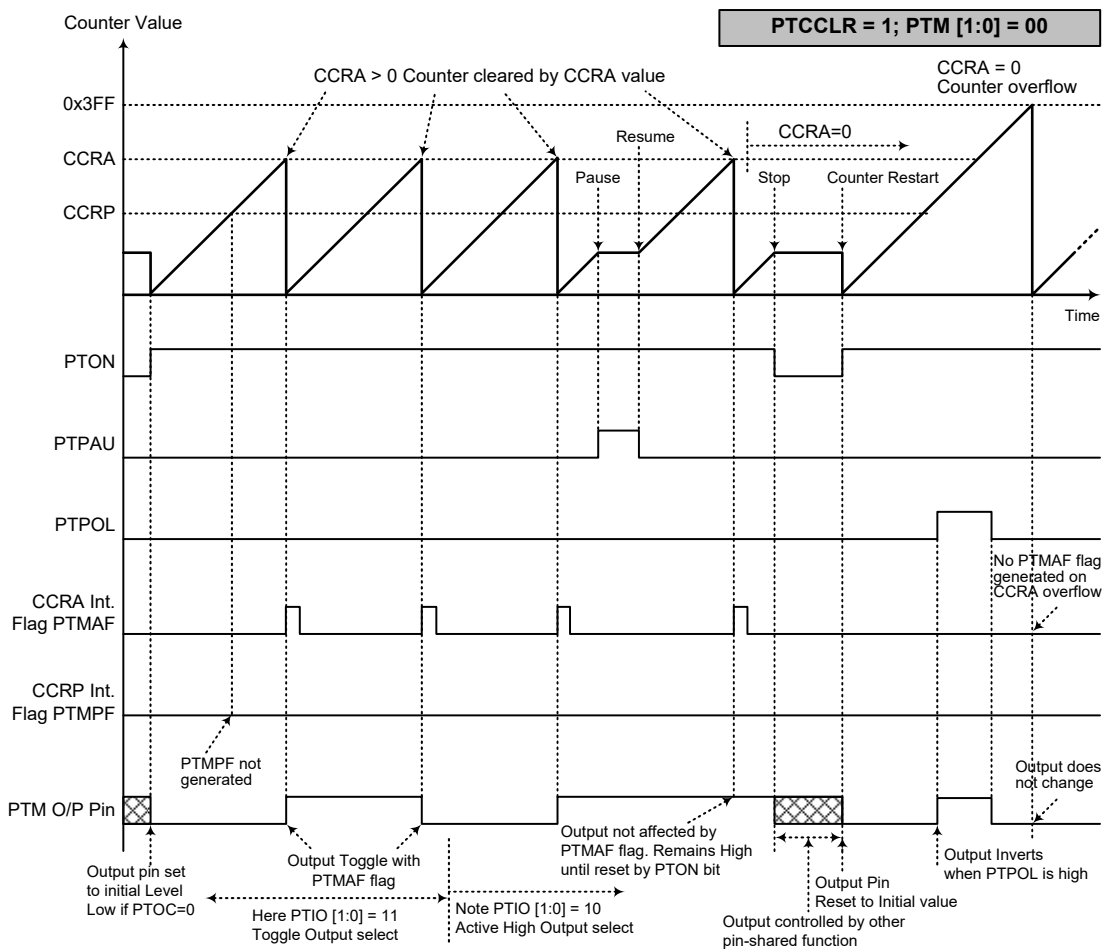 Counter Value
PTCCLR = 1; PTM [1:0] = 00
CCRA > 0 Counter cleared by CCRA value
CCRA = 0
Counter overflow
0x3FF
CCRA
CCRP
Resume
CCRA=0
Pause
Stop
Counter Restart
Time
PTON
PTPAU
PTPOL
No PTMAF flag
generated on
CCRA overflow
CCRA Int.
Flag PTMAF
CCRP Int.
Flag PTMPF
PTMPF not
generated
Output does
not change
PTM O/P Pin
Output pin set
to initial Level
Low if PTOC=0
Output Toggle with
PTMAF flag
Here PTIO [1:0] = 11
Toggle Output select
Note PTIO [1:0] = 10
Active High Output select
Output not affected by
PTMAF flag. Remains High
until reset by PTON bit
Output Pin
Reset to Initial value
Output controlled by other
pin-shared function
Output Inverts
when PTPOL is high